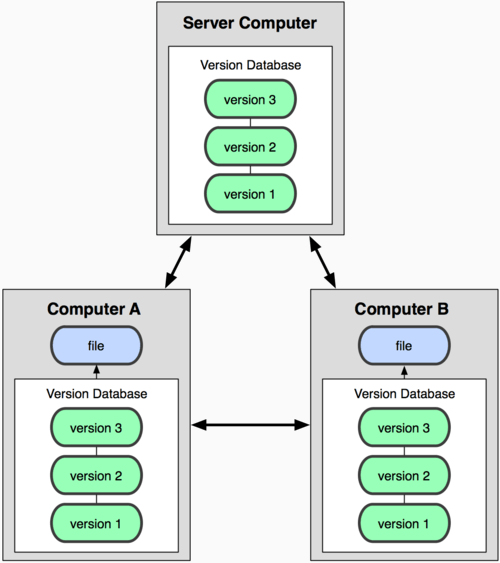 Server Computer
Version Database
version 3
version 2
version 1
Computer A
file
Version Database
version 3
version 2
version 1
Computer B
file
Version Database
version 3
version 2
version 1